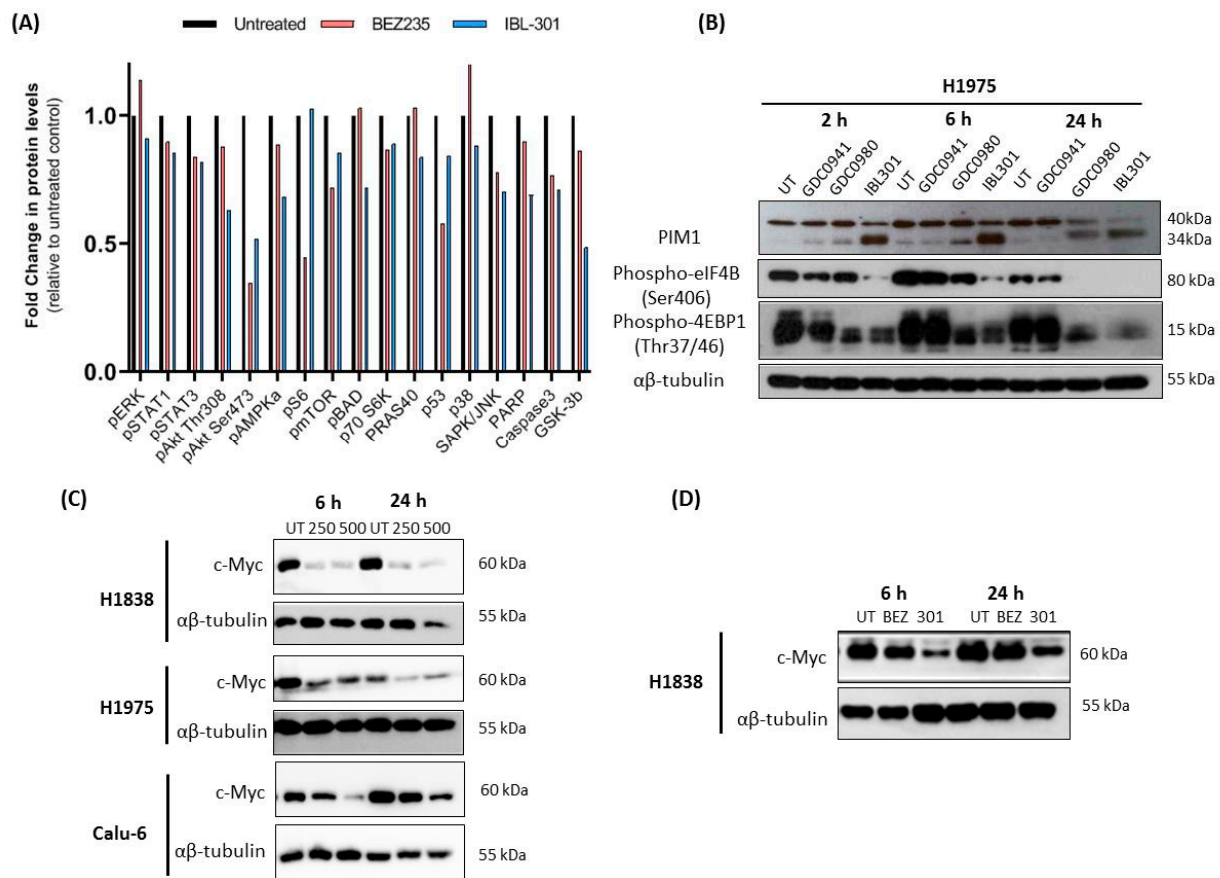 (A)
Untreated BEZ235 IBL-301
Fold Change in protein levels
(relative to untreated control)
1.0
0.5
0.0
pERK
pSTAT1
pSTAT3
pAkt Thr308
pAkt Ser473
pAMPKa
pS6
pmTOR
pBAD
p70 S6K
PRAS40
p53
p38
SAPK/JNK
PARP
Caspase3
GSK-3b
(B)
H1975
2 h 6 h 24 h
UT GDC0941 GDC0980 IBL301 UT GDC0941 GDC0980 IBL301 UT GDC0941 GDC0980 IBL301
PIM1
40kDa
34kDa
Phospho-eIF4B
(Ser406)
80 kDa
Phospho-4EBP1
(Thr37/46)
15 kDa
αβ-tubulin
55 kDa
(C)
6 h 24 h
UT 250 500 UT 250 500
H1838
c-Myc 60 kDa
αβ-tubulin 55 kDa
H1975
c-Myc 60 kDa
αβ-tubulin 55 kDa
Calu-6
c-Myc 60 kDa
αβ-tubulin 55 kDa
(D)
6 h 24 h
UT BEZ 301 UT BEZ 301
H1838
c-Myc 60 kDa
αβ-tubulin 55 kDa